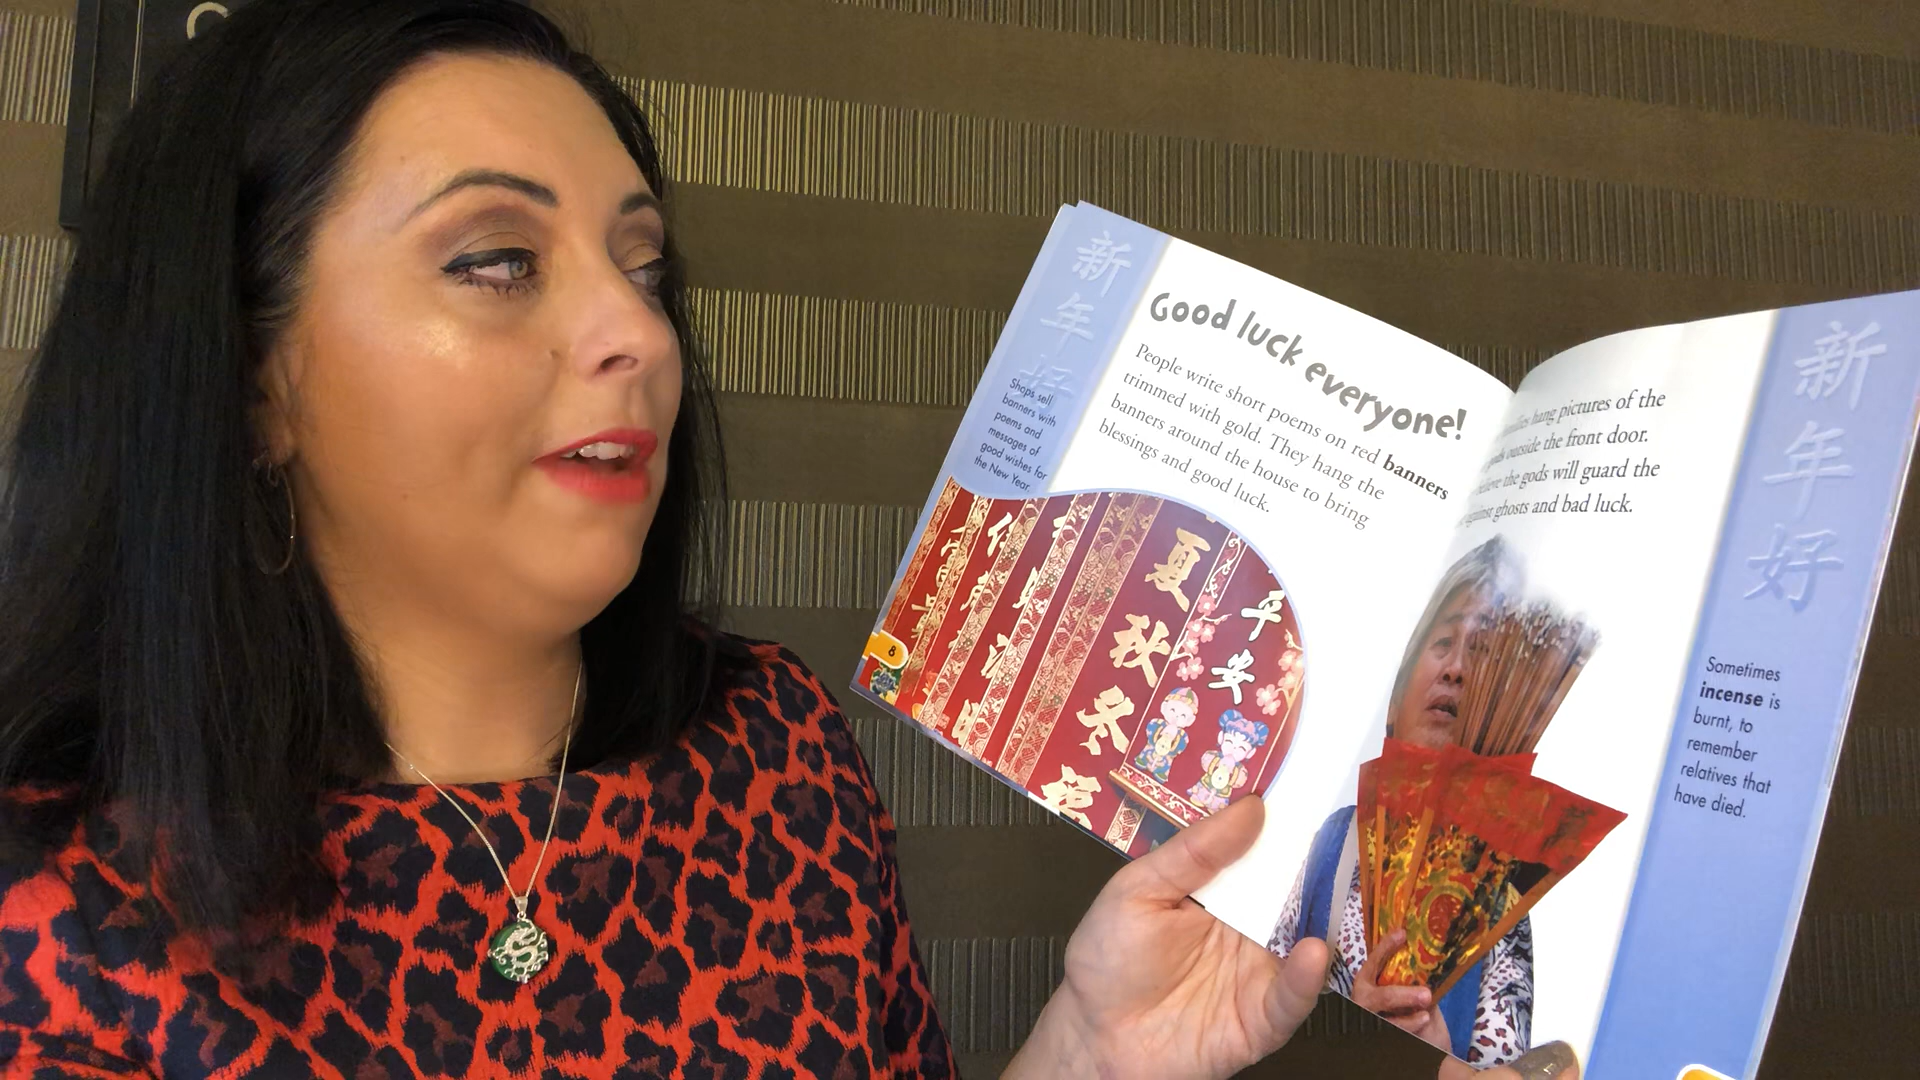 C
新
年
好
Shops sell
banners with
poems and
messages of
good wishes for
the New Year.
Good luck everyone!
People write short poems on red banners
trimmed with gold. They hang the
banners around the house to bring
blessings and good luck.
夏
秋
冬
平
安
8
hang pictures of the
outside the front door.
the gods will guard the
against ghosts and bad luck.
新
年
好
Sometimes
incense is
burnt, to
remember
relatives that
have died.